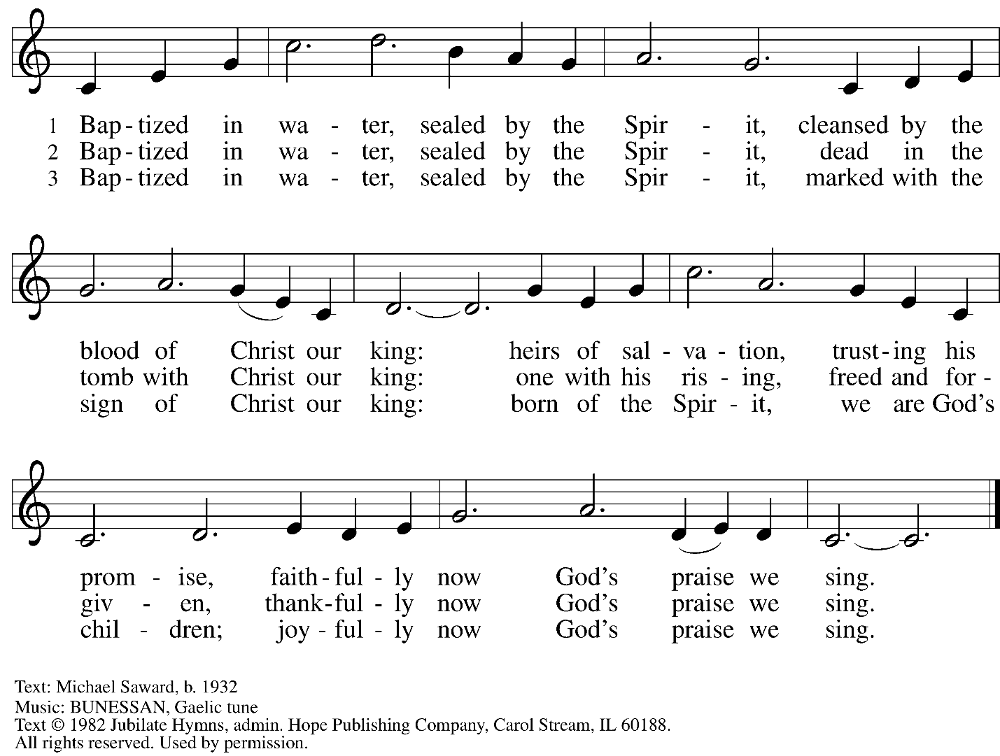 1 Bap - tized in wa - ter, sealed by the Spir - it, cleansed by the
2 Bap - tized in wa - ter, sealed by the Spir - it, dead in the
3 Bap - tized in wa - ter, sealed by the Spir - it, marked with the
blood of Christ our king: heirs of sal - va - tion, trust - ing his
tomb with Christ our king: one with his ris - ing, freed and for -
sign of Christ our king: born of the Spir - it, we are God's
prom - ise, faith - ful - ly now God's praise we sing.
giv - en, thank - ful - ly now God's praise we sing.
chil - dren; joy - ful - ly now God's praise we sing.
Text: Michael Saward, b. 1932
Music: BUNESSAN, Gaelic tune
Text © 1982 Jubilate Hymns, admin. Hope Publishing Company, Carol Stream, IL 60188.
All rights reserved. Used by permission.